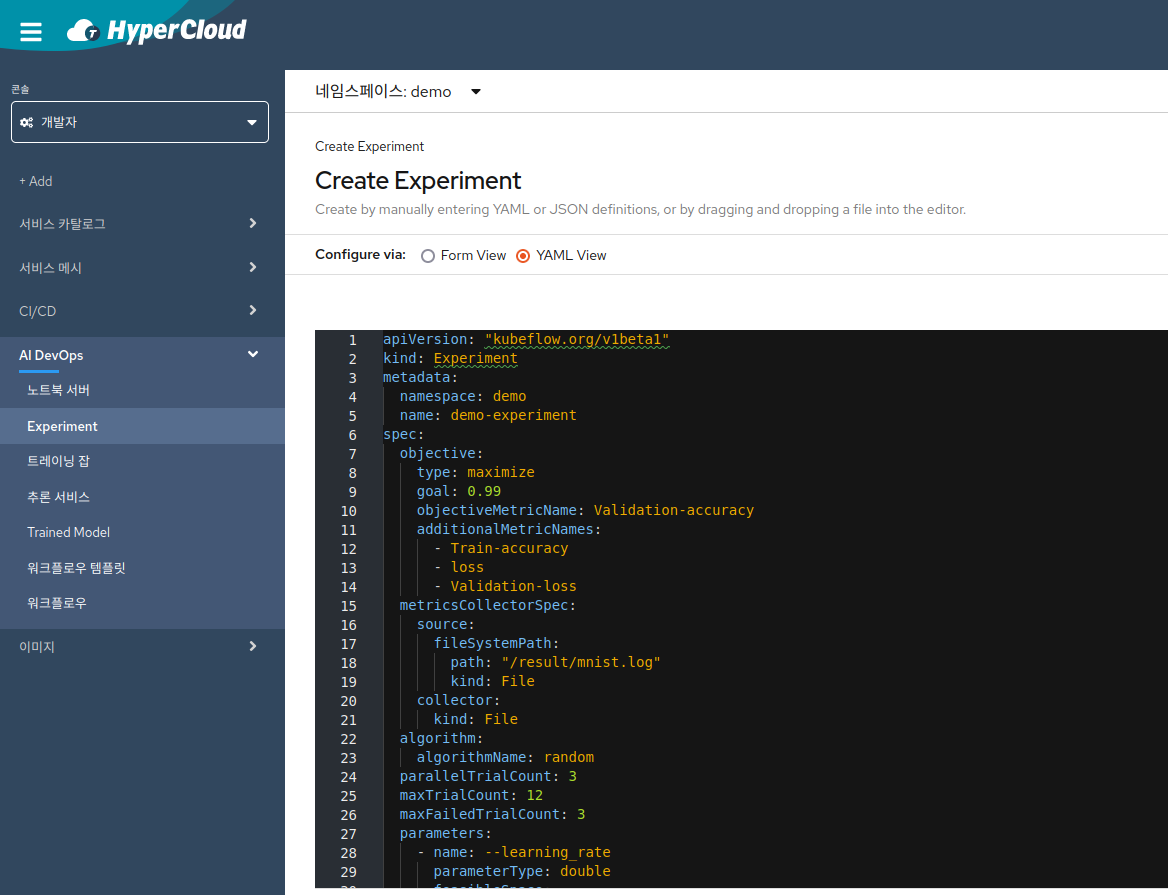 HyperCloud
콘솔
개발자
+ Add
서비스 카탈로그
서비스 메시
CI/CD
AI DevOps
노트북 서버
Experiment
트레이닝 잡
추론 서비스
Trained Model
워크플로우 템플릿
워크플로우
이미지
네임스페이스: demo
Create Experiment
Create Experiment
Create by manually entering YAML or JSON definitions, or by dragging and dropping a file into the editor.
Configure via: Form View YAML View
1 apiVersion: "kubeflow.org/v1beta1"
2 kind: Experiment
3 metadata:
4   namespace: demo
5   name: demo-experiment
6 spec:
7   objective:
8     type: maximize
9     goal: 0.99
10     objectiveMetricName: Validation-accuracy
11     additionalMetricNames:
12       - Train-accuracy
13       - loss
14       - Validation-loss
15   metricsCollectorSpec:
16     source:
17       fileSystemPath:
18         path: "/result/mnist.log"
19         kind: File
20     collector:
21       kind: File
22   algorithm:
23     algorithmName: random
24   parallelTrialCount: 3
25   maxTrialCount: 12
26   maxFailedTrialCount: 3
27   parameters:
28     - name: --learning_rate
29       parameterType: double